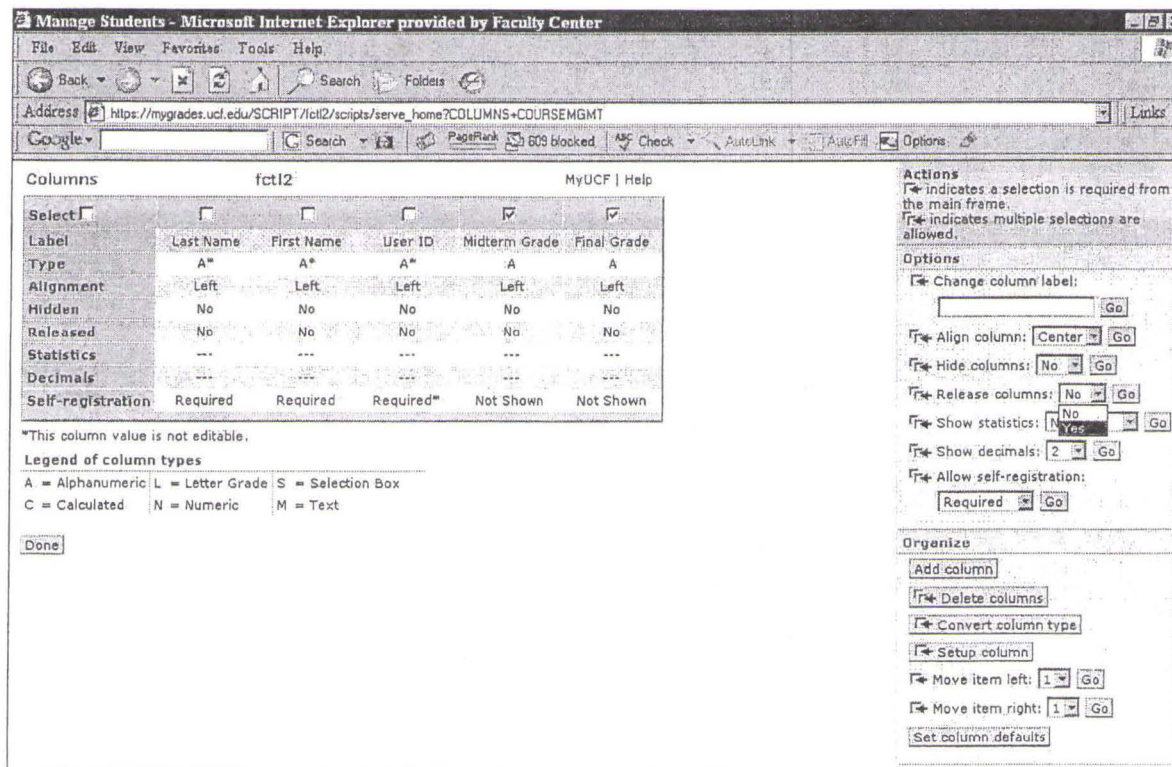 Manage Students - Microsoft Internet Explorer provided by Faculty Center
File Edit View Favorites Tools Help
Back Search Folders
Address https://mygrades.ucf.edu/SCRIPT/fctl2/scripts/serve_home?COLUMNS+COURSEMGMT Links
Google Search PageRank 609 blocked ABC Check AutoLink AutoFill Options
Columns fctl2 MyUCF | Help
Select
Label Last Name First Name User ID Midterm Grade Final Grade
Type A* A* A* A A
Alignment Left Left Left Left Left
Hidden No No No No No
Released No No No No No
Statistics --- --- --- --- ---
Decimals --- --- --- --- ---
Self-registration Required Required Required* Not Shown Not Shown
*This column value is not editable.
Legend of column types
A = Alphanumeric L = Letter Grade S = Selection Box
C = Calculated N = Numeric M = Text
Done
Actions
indicates a selection is required from
the main frame.
indicates multiple selections are
allowed.
Options
Change column label:
Go
Align column: Center Go
Hide columns: No Go
Release columns: No Go
No
Yes
Show statistics: N Go
Show decimals: 2 Go
Allow self-registration:
Required Go
Organize
Add column
Delete columns
Convert column type
Setup column
Move item left: 1 Go
Move item right: 1 Go
Set column defaults